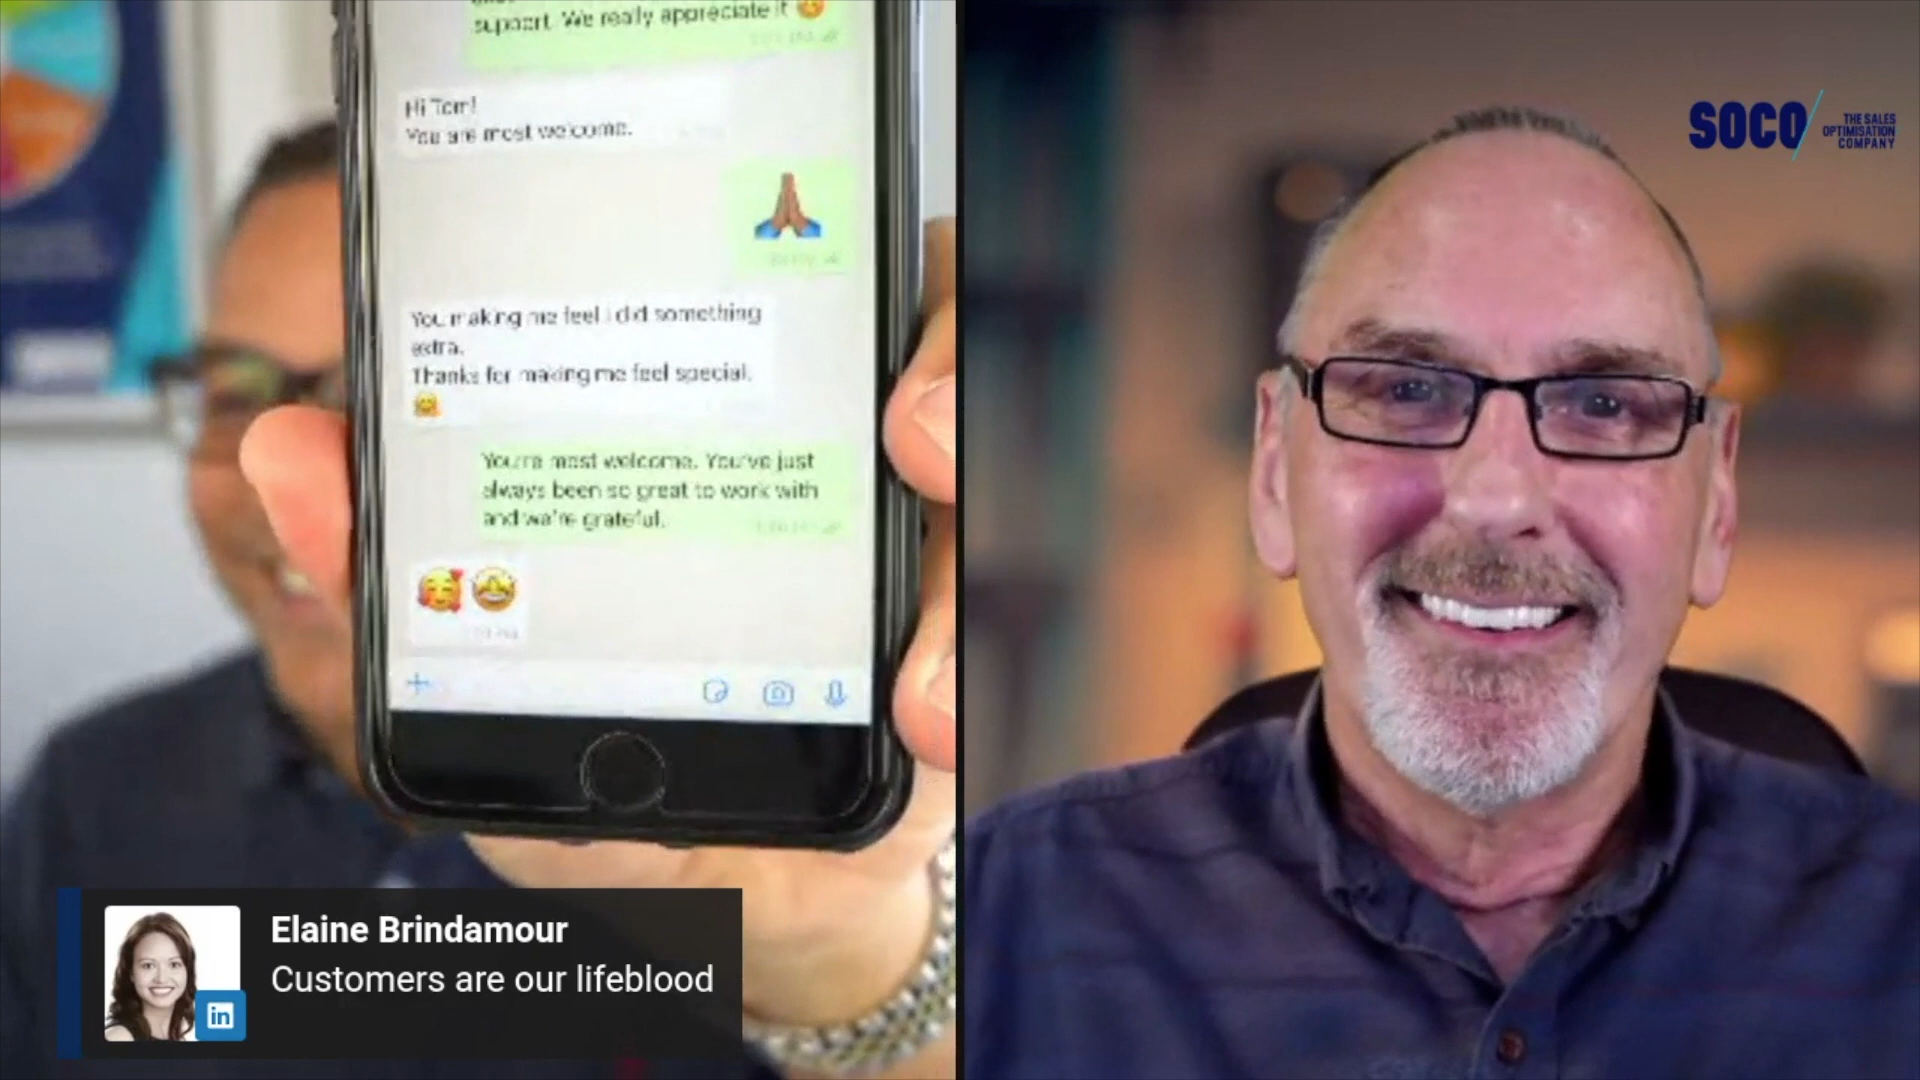 support. We really appreciate it
Hi Tom!
You are most welcome.
You making me feel i did something
extra.
Thanks for making me feel special.
You're most welcome. You've just
always been so great to work with
and we're grateful.
Elaine Brindamour
Customers are our lifeblood
in
SOCO
THE SALES
OPTIMISATION
COMPANY